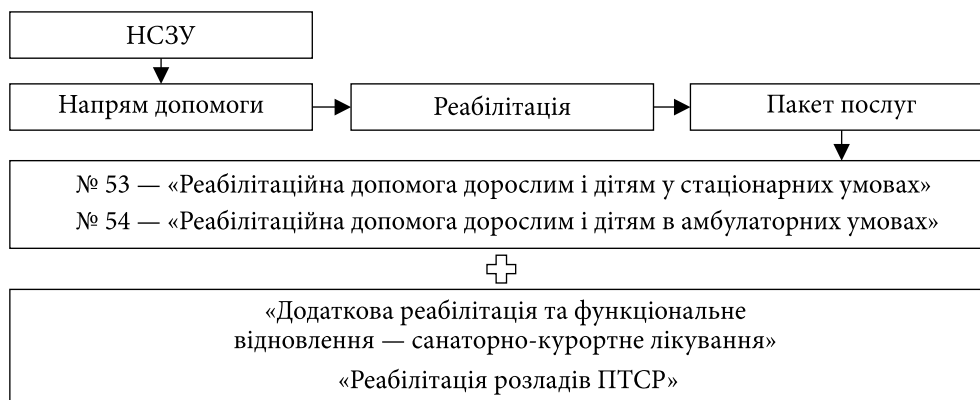 НСЗУ
Напрям допомоги
Реабілітація
Пакет послуг
№ 53 — «Реабілітаційна допомога дорослим і дітям у стаціонарних умовах»
№ 54 — «Реабілітаційна допомога дорослим і дітям в амбулаторних умовах»
«Додаткова реабілітація та функціональне
відновлення — санаторно-курортне лікування»
«Реабілітація розладів ПТСР»